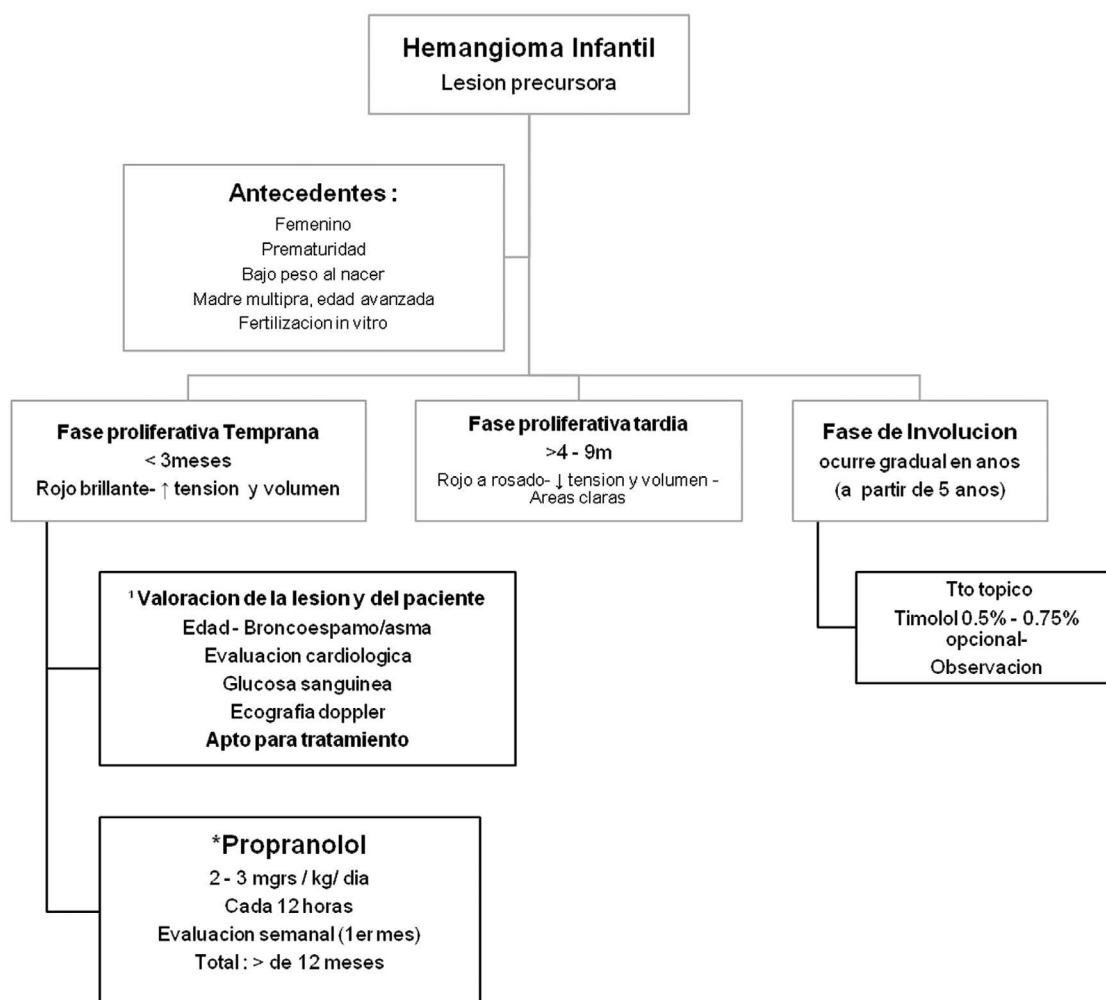 Hemangioma Infantil
Lesion precursora
Antecedentes :
Femenino
Prematuridad
Bajo peso al nacer
Madre multipra, edad avanzada
Fertilizacion in vitro
Fase proliferativa Temprana
< 3meses
Rojo brillante- ↑ tension y volumen
Fase proliferativa tardia
>4 - 9m
Rojo a rosado- ↓ tension y volumen -
Areas claras
Fase de Involucion
ocurre gradual en anos
(a partir de 5 anos)
¹ Valoracion de la lesion y del paciente
Edad - Broncoespamo/asma
Evaluacion cardiologica
Glucosa sanguinea
Ecografia doppler
Apto para tratamiento
Tto topico
Timolol 0.5% - 0.75%
opcional-
Observacion
*Propranolol
2 - 3 mgrs / kg/ dia
Cada 12 horas
Evaluacion semanal (1er mes)
Total : > de 12 meses